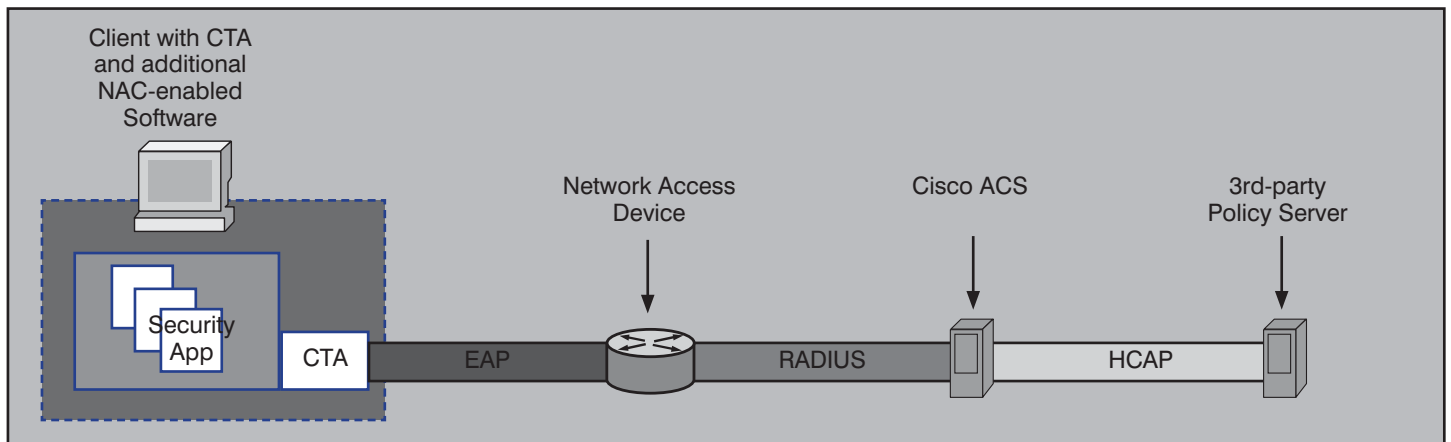 Client with CTA
and additional
NAC-enabled
Software
Network Access
Device
Cisco ACS
3rd-party
Policy Server
Security
App
CTA
EAP
RADIUS
HCAP